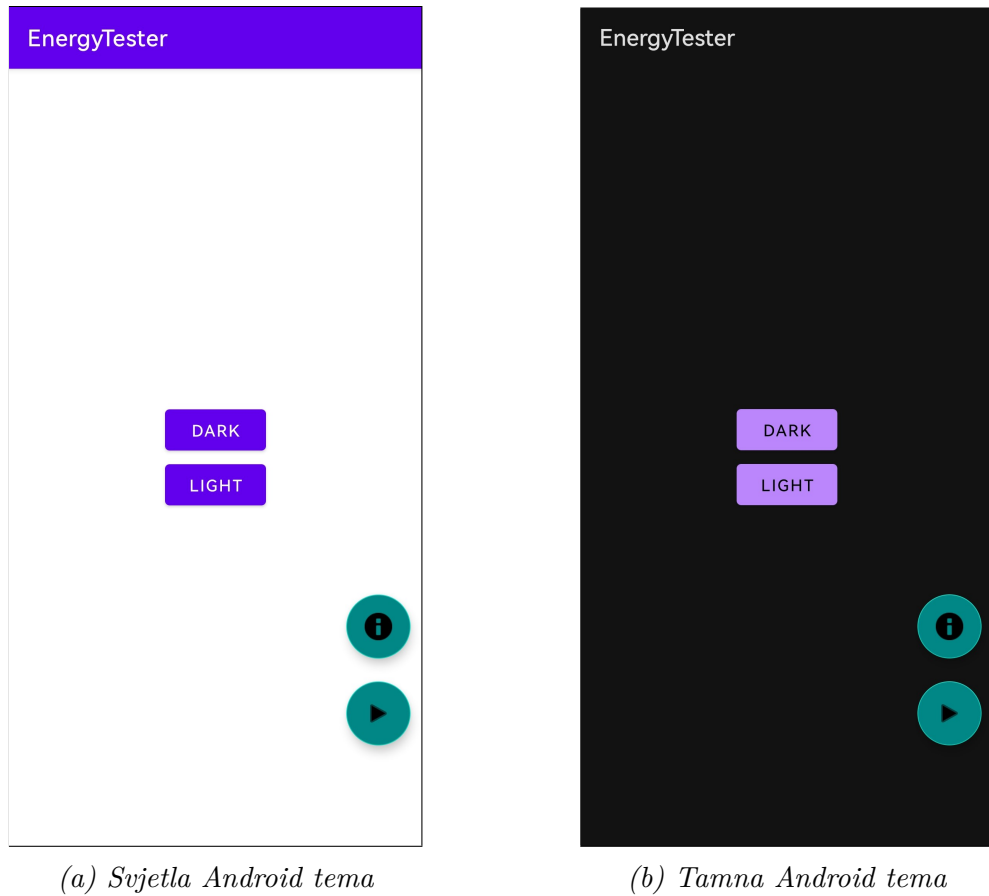 EnergyTester
DARK
LIGHT
(a) Svjetla Android tema
EnergyTester
DARK
LIGHT
(b) Tamna Android tema